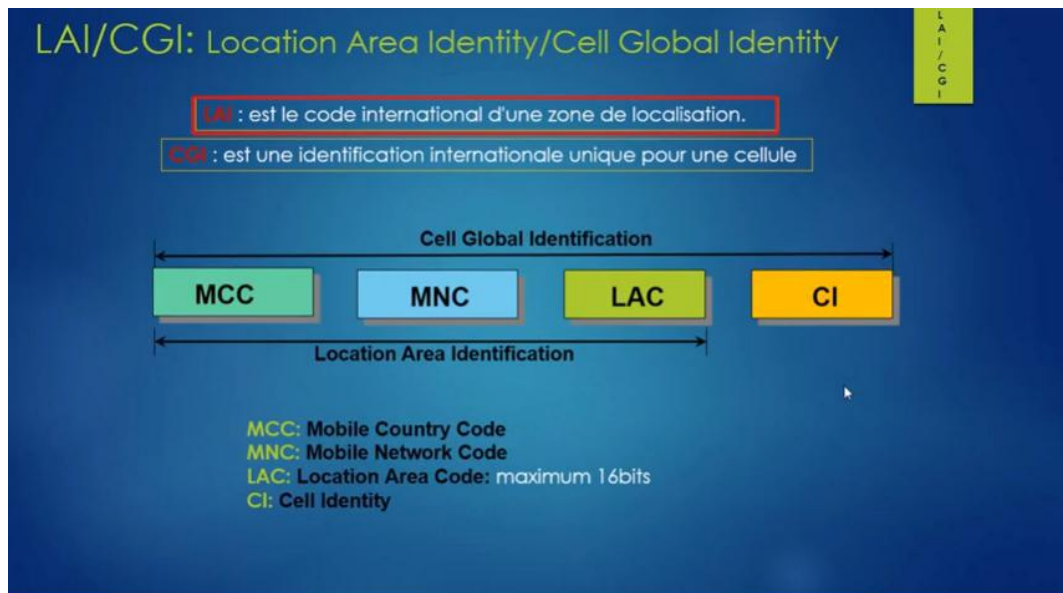 LAI/CGI: Location Area Identity/Cell Global Identity
LAI/CGI
LAI : est le code international d'une zone de localisation.
CGI : est une identification internationale unique pour une cellule
Cell Global Identification
MCC MNC LAC CI
Location Area Identification
MCC: Mobile Country Code
MNC: Mobile Network Code
LAC: Location Area Code: maximum 16bits
CI: Cell Identity